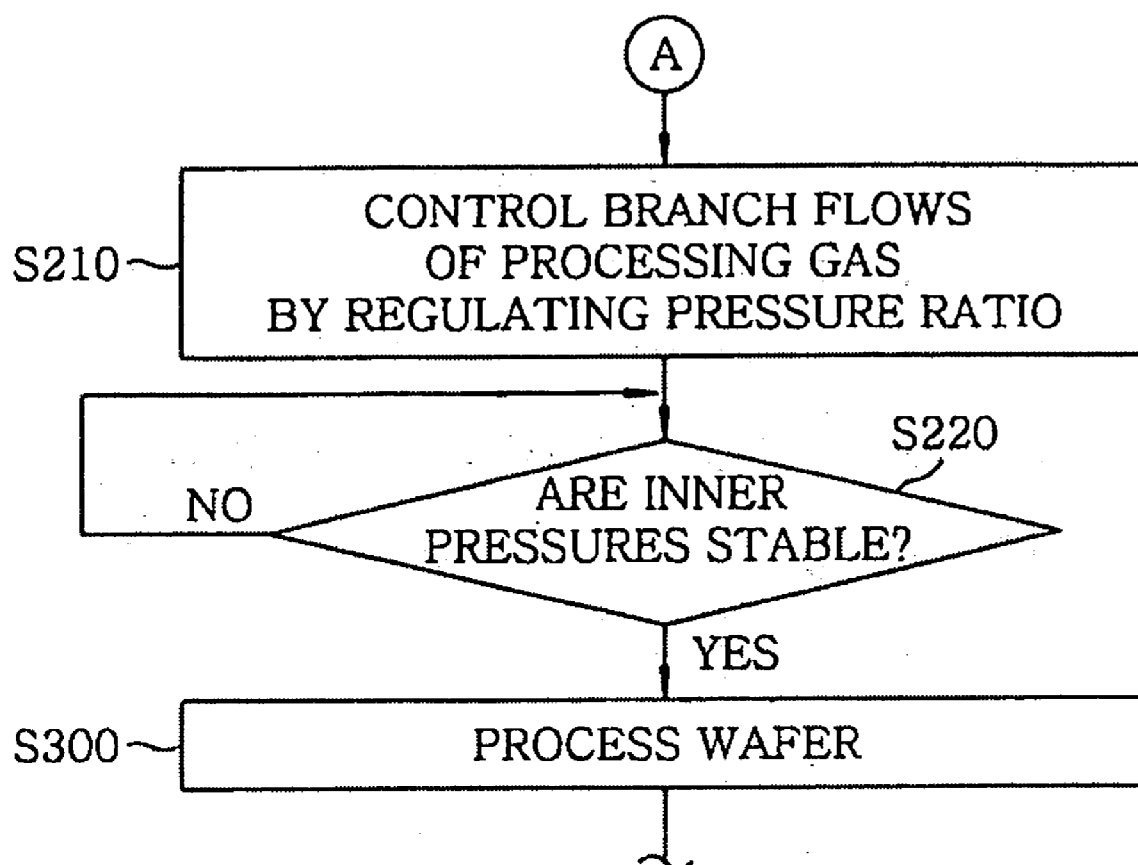 A
CONTROL BRANCH FLOWS
S210
OF PROCESSING GAS
BY REGULATING PRESSURE RATIO
S220
NO
ARE INNER
PRESSURES STABLE?
YES
S300
PROCESS WAFER